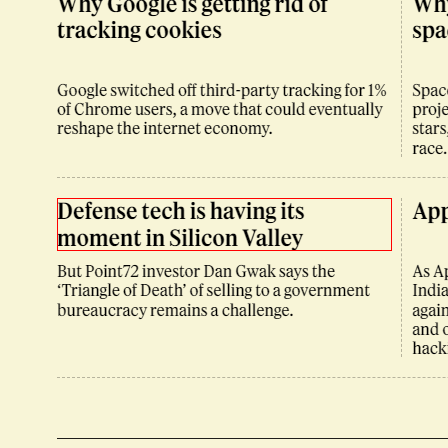 Why Google is getting rid of
tracking cookies
Google switched off third-party tracking for 1%
of Chrome users, a move that could eventually
reshape the internet economy.
Defense tech is having its
moment in Silicon Valley
But Point72 investor Dan Gwak says the
‘Triangle of Death’ of selling to a government
bureaucracy remains a challenge.
Why
spa
Spac
proje
stars,
race.
App
As Ap
India
again
and c
hack